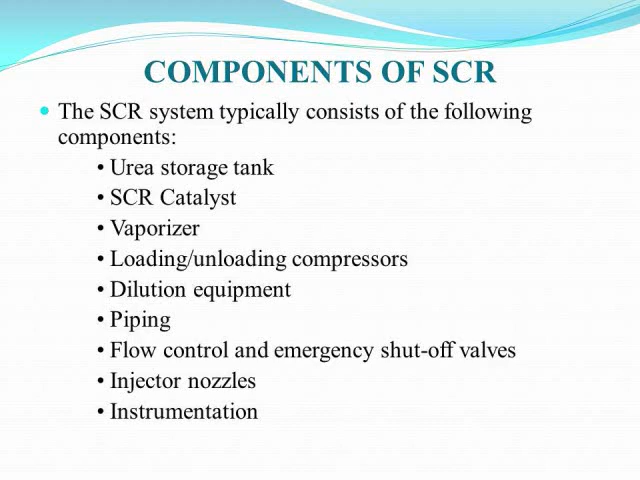 COMPONENTS OF SCR
• The SCR system typically consists of the following
components:
• Urea storage tank
• SCR Catalyst
• Vaporizer
• Loading/unloading compressors
• Dilution equipment
• Piping
• Flow control and emergency shut-off valves
• Injector nozzles
• Instrumentation